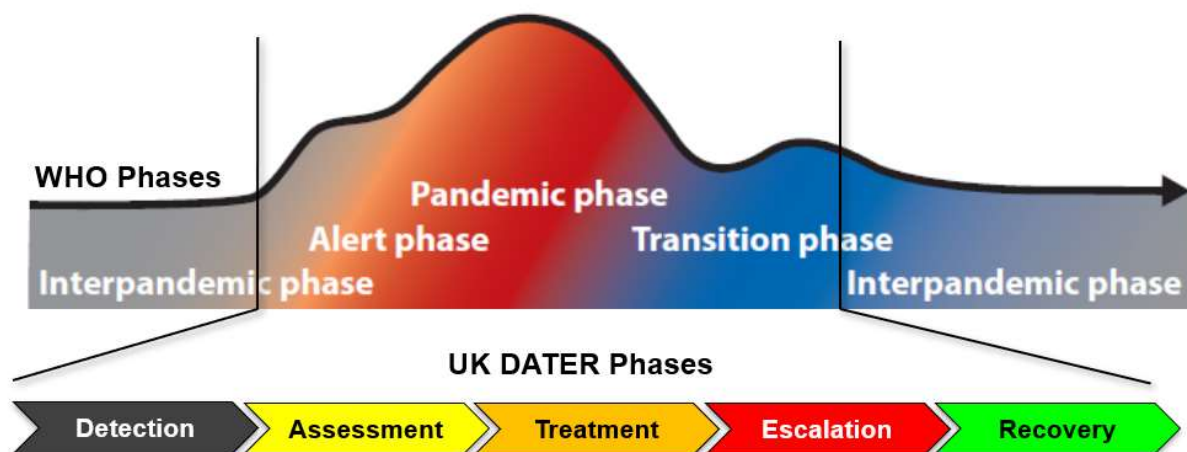 WHO Phases
Pandemic phase
Alert phase
Transition phase
Interpandemic phase
Interpandemic phase
UK DATER Phases
Detection
Assessment
Treatment
Escalation
Recovery